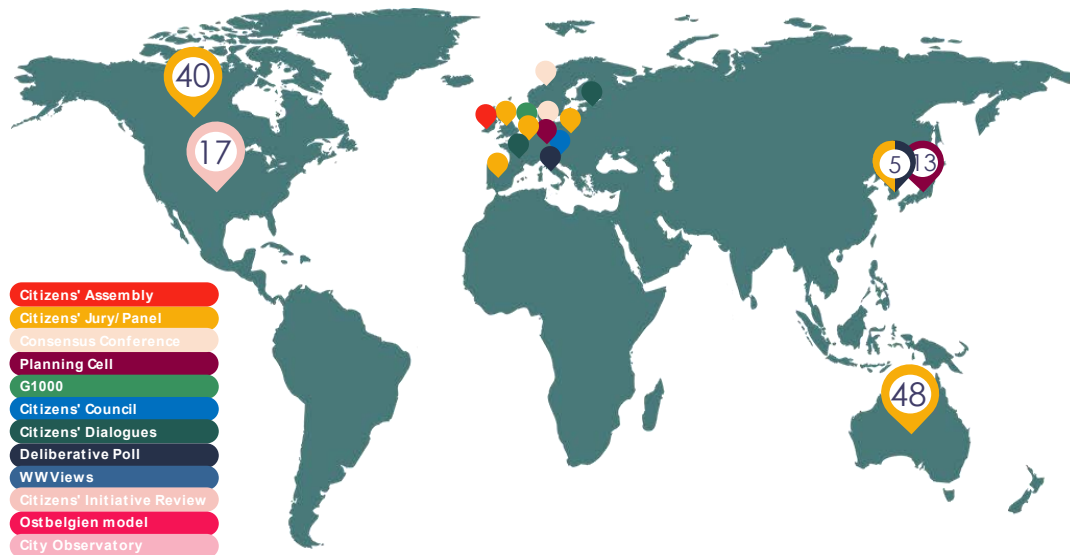 40
17
5
13
48
Citizens' Assembly
Citizens' Jury/ Panel
Consensus Conference
Planning Cell
G1000
Citizens' Council
Citizens' Dialogues
Deliberative Poll
WWViews
Citizens' Initiative Review
Ostbelgien model
City Observatory